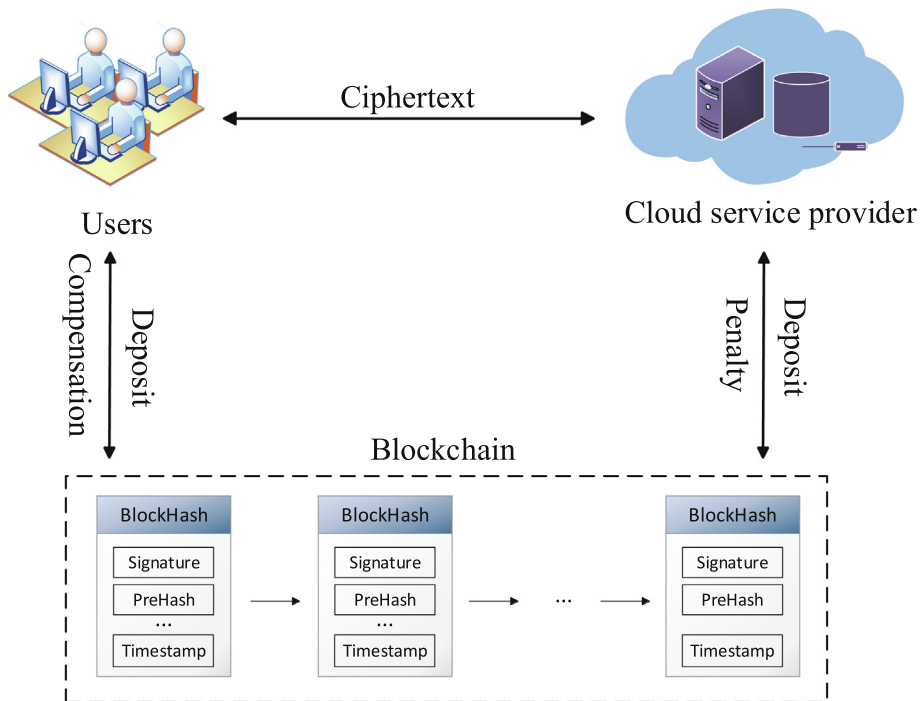 Ciphertext
Users
Cloud service provider
Compensation
Deposit
Penalty
Deposit
Blockchain
BlockHash
Signature
PreHash
...
Timestamp
BlockHash
Signature
PreHash
...
Timestamp
...
BlockHash
Signature
PreHash
Timestamp